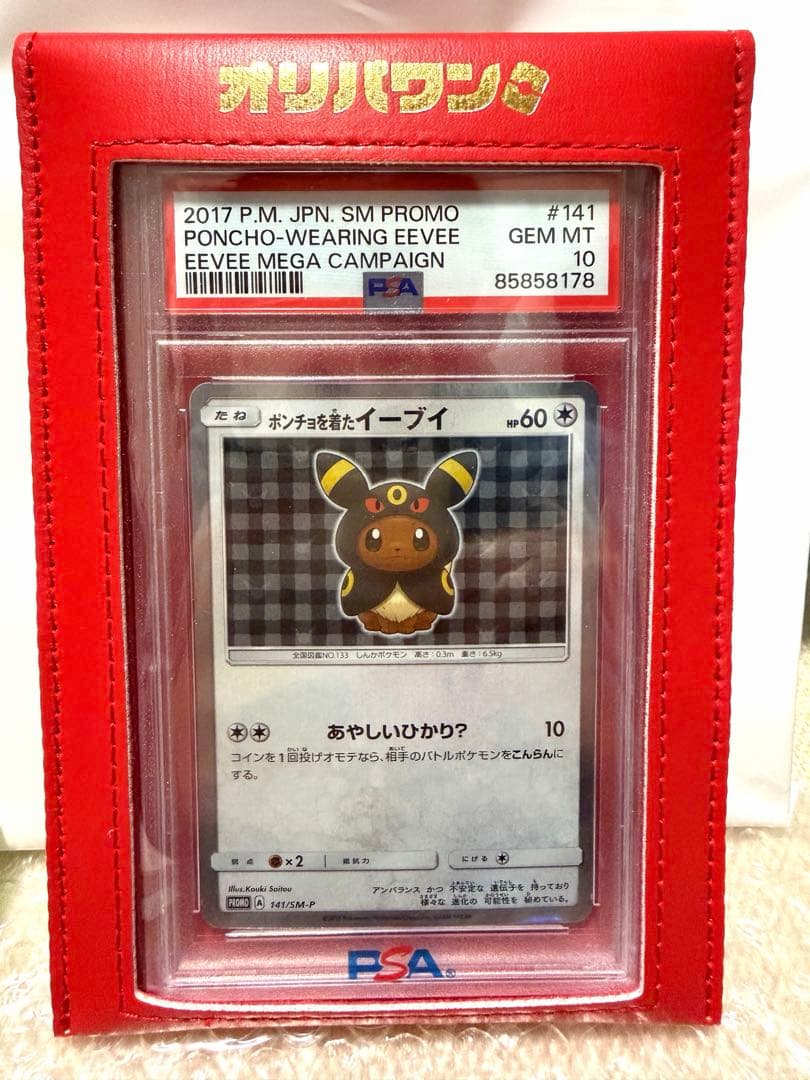 オリパワン
2017 P.M. JPN. SM PROMO #141
PONCHO-WEARING EEVEE GEM MT
EEVEE MEGA CAMPAIGN 10
PSA 85858178
たね ポンチョを着たイーブイ HP60
全国図鑑NO.133 しんかポケモン 高さ:0.3m 重さ:6.5kg
あやしいひかり? 10
コインを1回投げオモテなら、相手のバトルポケモンをこんらんに
する。
弱点 ×2 抵抗力 にげる
Illus.Kouki Saitou
アンバランス かつ 不安定な 遺伝子を 持っており
様々な 進化の 可能性を 秘めている。
PROMO A 141/SM-P
PSA